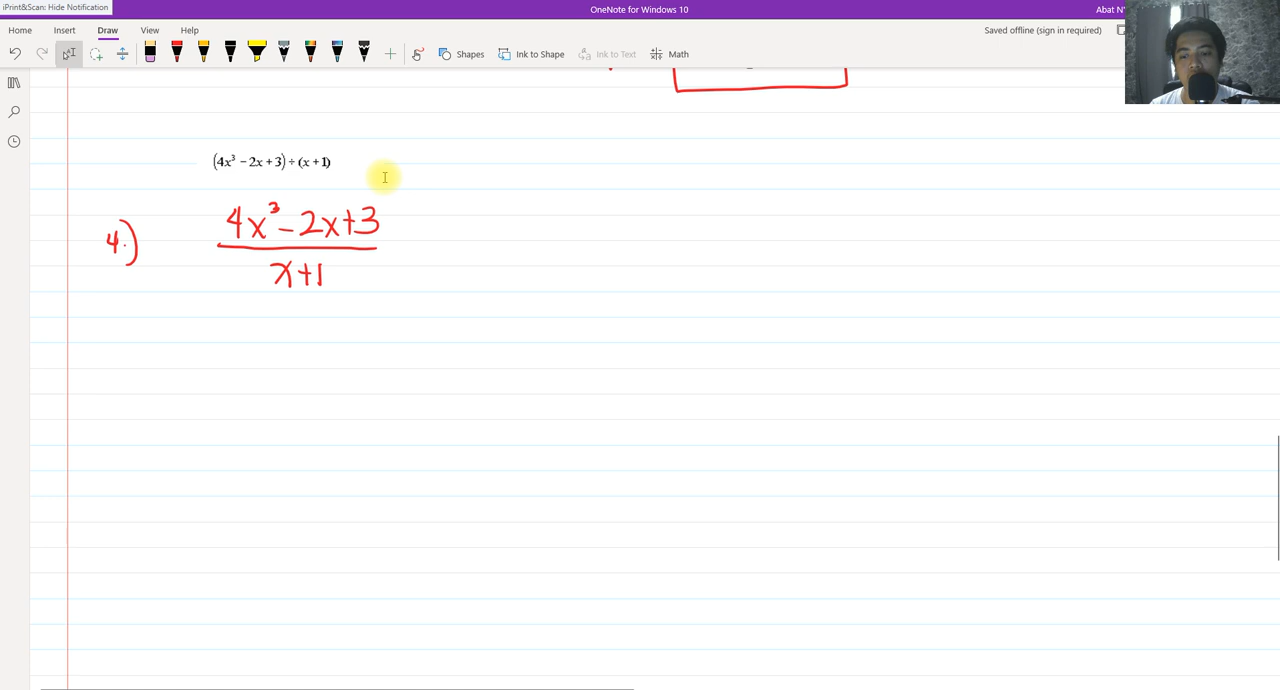 iPrint&Scan: Hide Notification
OneNote for Windows 10
Abat N
Home Insert Draw View Help
Saved offline (sign in required)
Shapes Ink to Shape Ink to Text Math
(4x³ − 2x + 3) ÷ (x + 1)
4.) 4x³ − 2x + 3
x + 1